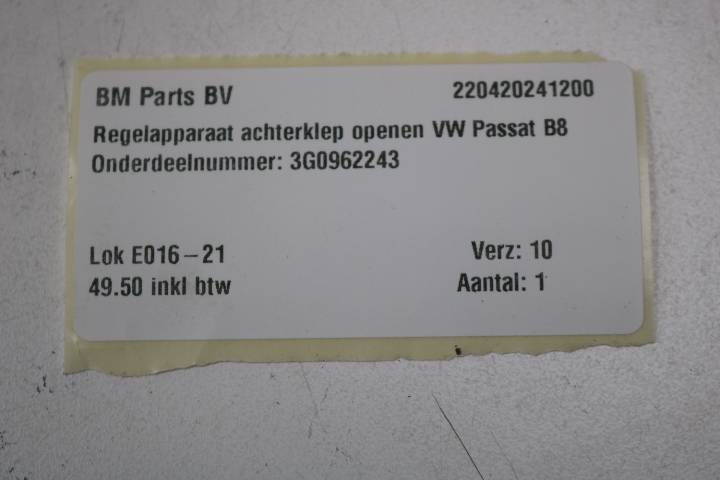 BM Parts BV 220420241200
Regelapparaat achterklep openen VW Passat B8
Onderdeelnummer: 3G0962243
Lok E016-21 Verz: 10
49.50 inkl btw Aantal: 1